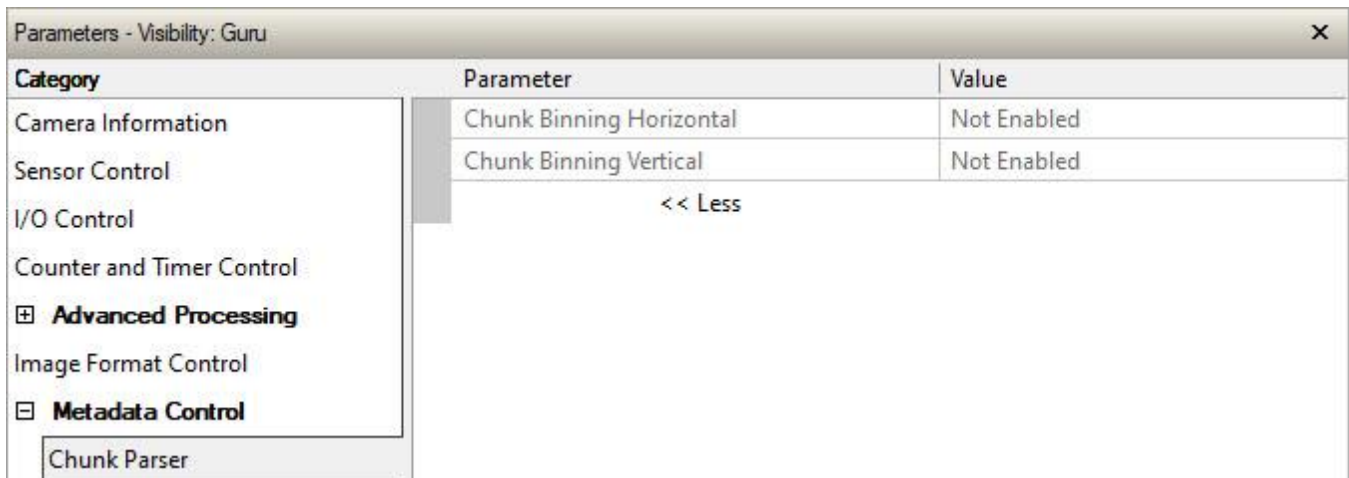 Parameters - Visibility: Guru ×
Category Parameter Value
Camera Information Chunk Binning Horizontal Not Enabled
Sensor Control Chunk Binning Vertical Not Enabled
I/O Control << Less
Counter and Timer Control
Advanced Processing
Image Format Control
Metadata Control
Chunk Parser